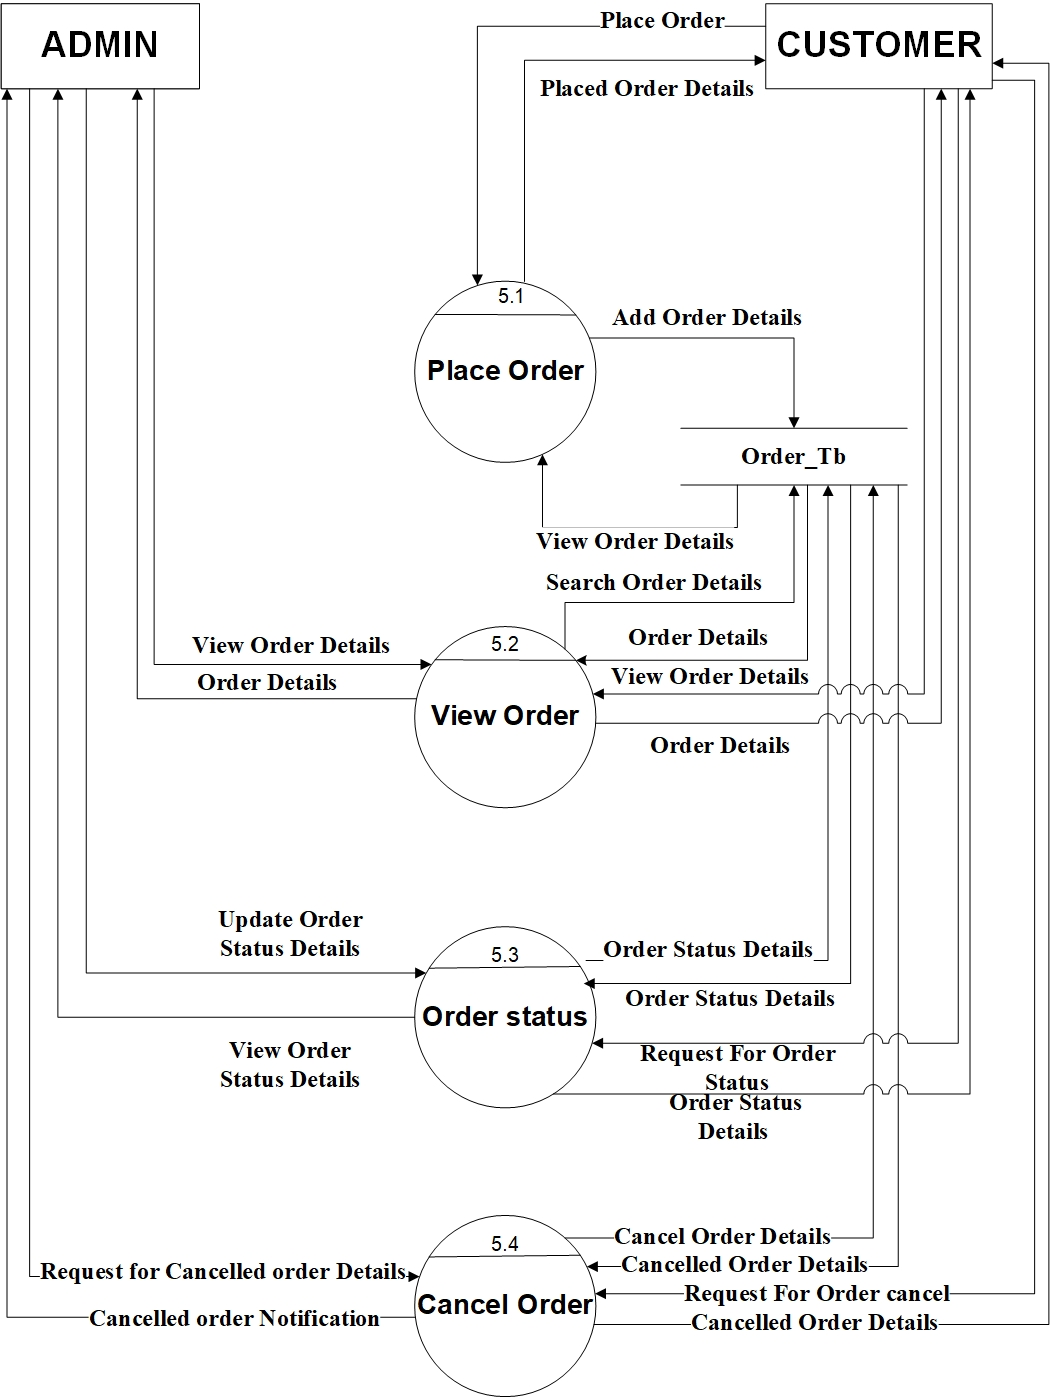 ADMIN
Place Order
CUSTOMER
Placed Order Details
5.1
Place Order
Add Order Details
Order_Tb
View Order Details
Search Order Details
5.2
View Order
Order Details
View Order Details
View Order Details
Order Details
Order Details
Update Order
Status Details
5.3
Order status
Order Status Details
Order Status Details
View Order
Status Details
Request For Order
Status
Order Status
Details
5.4
Cancel Order
Cancel Order Details
Cancelled Order Details
Request for Cancelled order Details
Request For Order cancel
Cancelled order Notification
Cancelled Order Details